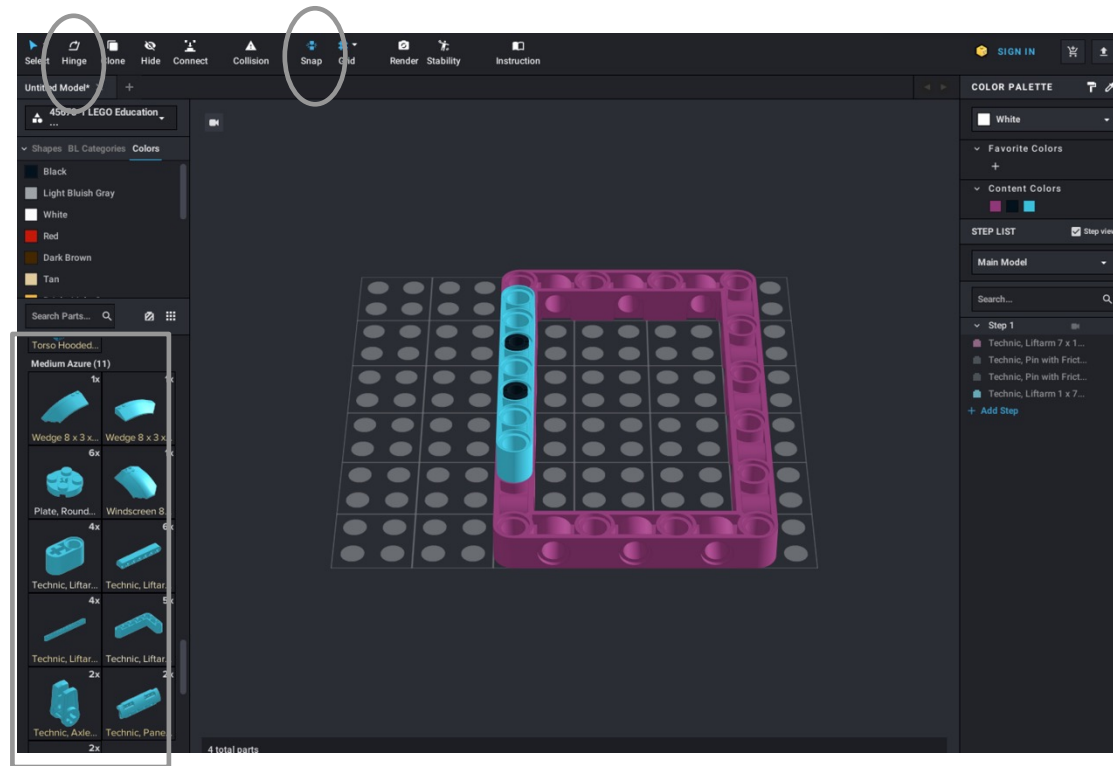 Select Hinge Clone Hide Connect Collision Snap Grid Render Stability Instruction
SIGN IN
Untitled Model* +
45678-1 LEGO Education
...
Shapes BL Categories Colors
Black
Light Bluish Gray
White
Red
Dark Brown
Tan
Search Parts...
Torso Hooded...
Medium Azure (11)
1x
Wedge 8 x 3 x... Wedge 8 x 3 x...
6x
Plate, Round... Windscreen 8...
4x 6x
Technic, Liftar... Technic, Liftar...
4x 5x
Technic, Liftar... Technic, Liftar...
2x 2x
Technic, Axle... Technic, Pane...
2x
4 total parts
COLOR PALETTE
White
Favorite Colors
+
Content Colors
STEP LIST Step view
Main Model
Search...
Step 1
Technic, Liftarm 7 x 1...
Technic, Pin with Frict...
Technic, Pin with Frict...
Technic, Liftarm 1 x 7...
+ Add Step